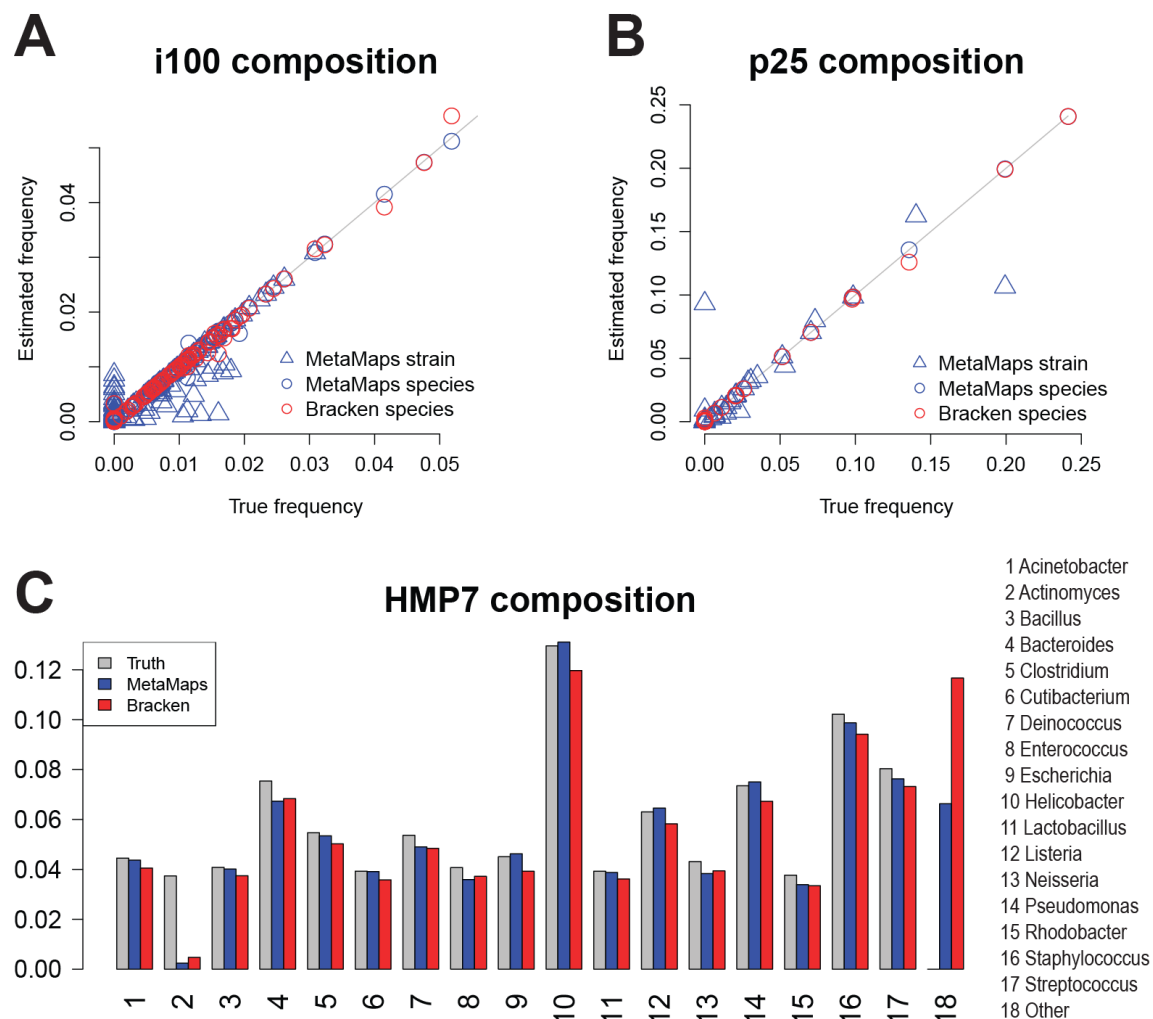 A
i100 composition
Estimated frequency
0.00
0.02
0.04
0.00 0.01 0.02 0.03 0.04 0.05
True frequency
MetaMaps strain
MetaMaps species
Bracken species
B
p25 composition
Estimated frequency
0.00
0.05
0.10
0.15
0.20
0.25
0.00 0.05 0.10 0.15 0.20 0.25
True frequency
MetaMaps strain
MetaMaps species
Bracken species
C
HMP7 composition
Truth
MetaMaps
Bracken
0.12
0.10
0.08
0.06
0.04
0.02
0.00
1 2 3 4 5 6 7 8 9 10 11 12 13 14 15 16 17 18
1 Acinetobacter
2 Actinomyces
3 Bacillus
4 Bacteroides
5 Clostridium
6 Cutibacterium
7 Deinococcus
8 Enterococcus
9 Escherichia
10 Helicobacter
11 Lactobacillus
12 Listeria
13 Neisseria
14 Pseudomonas
15 Rhodobacter
16 Staphylococcus
17 Streptococcus
18 Other